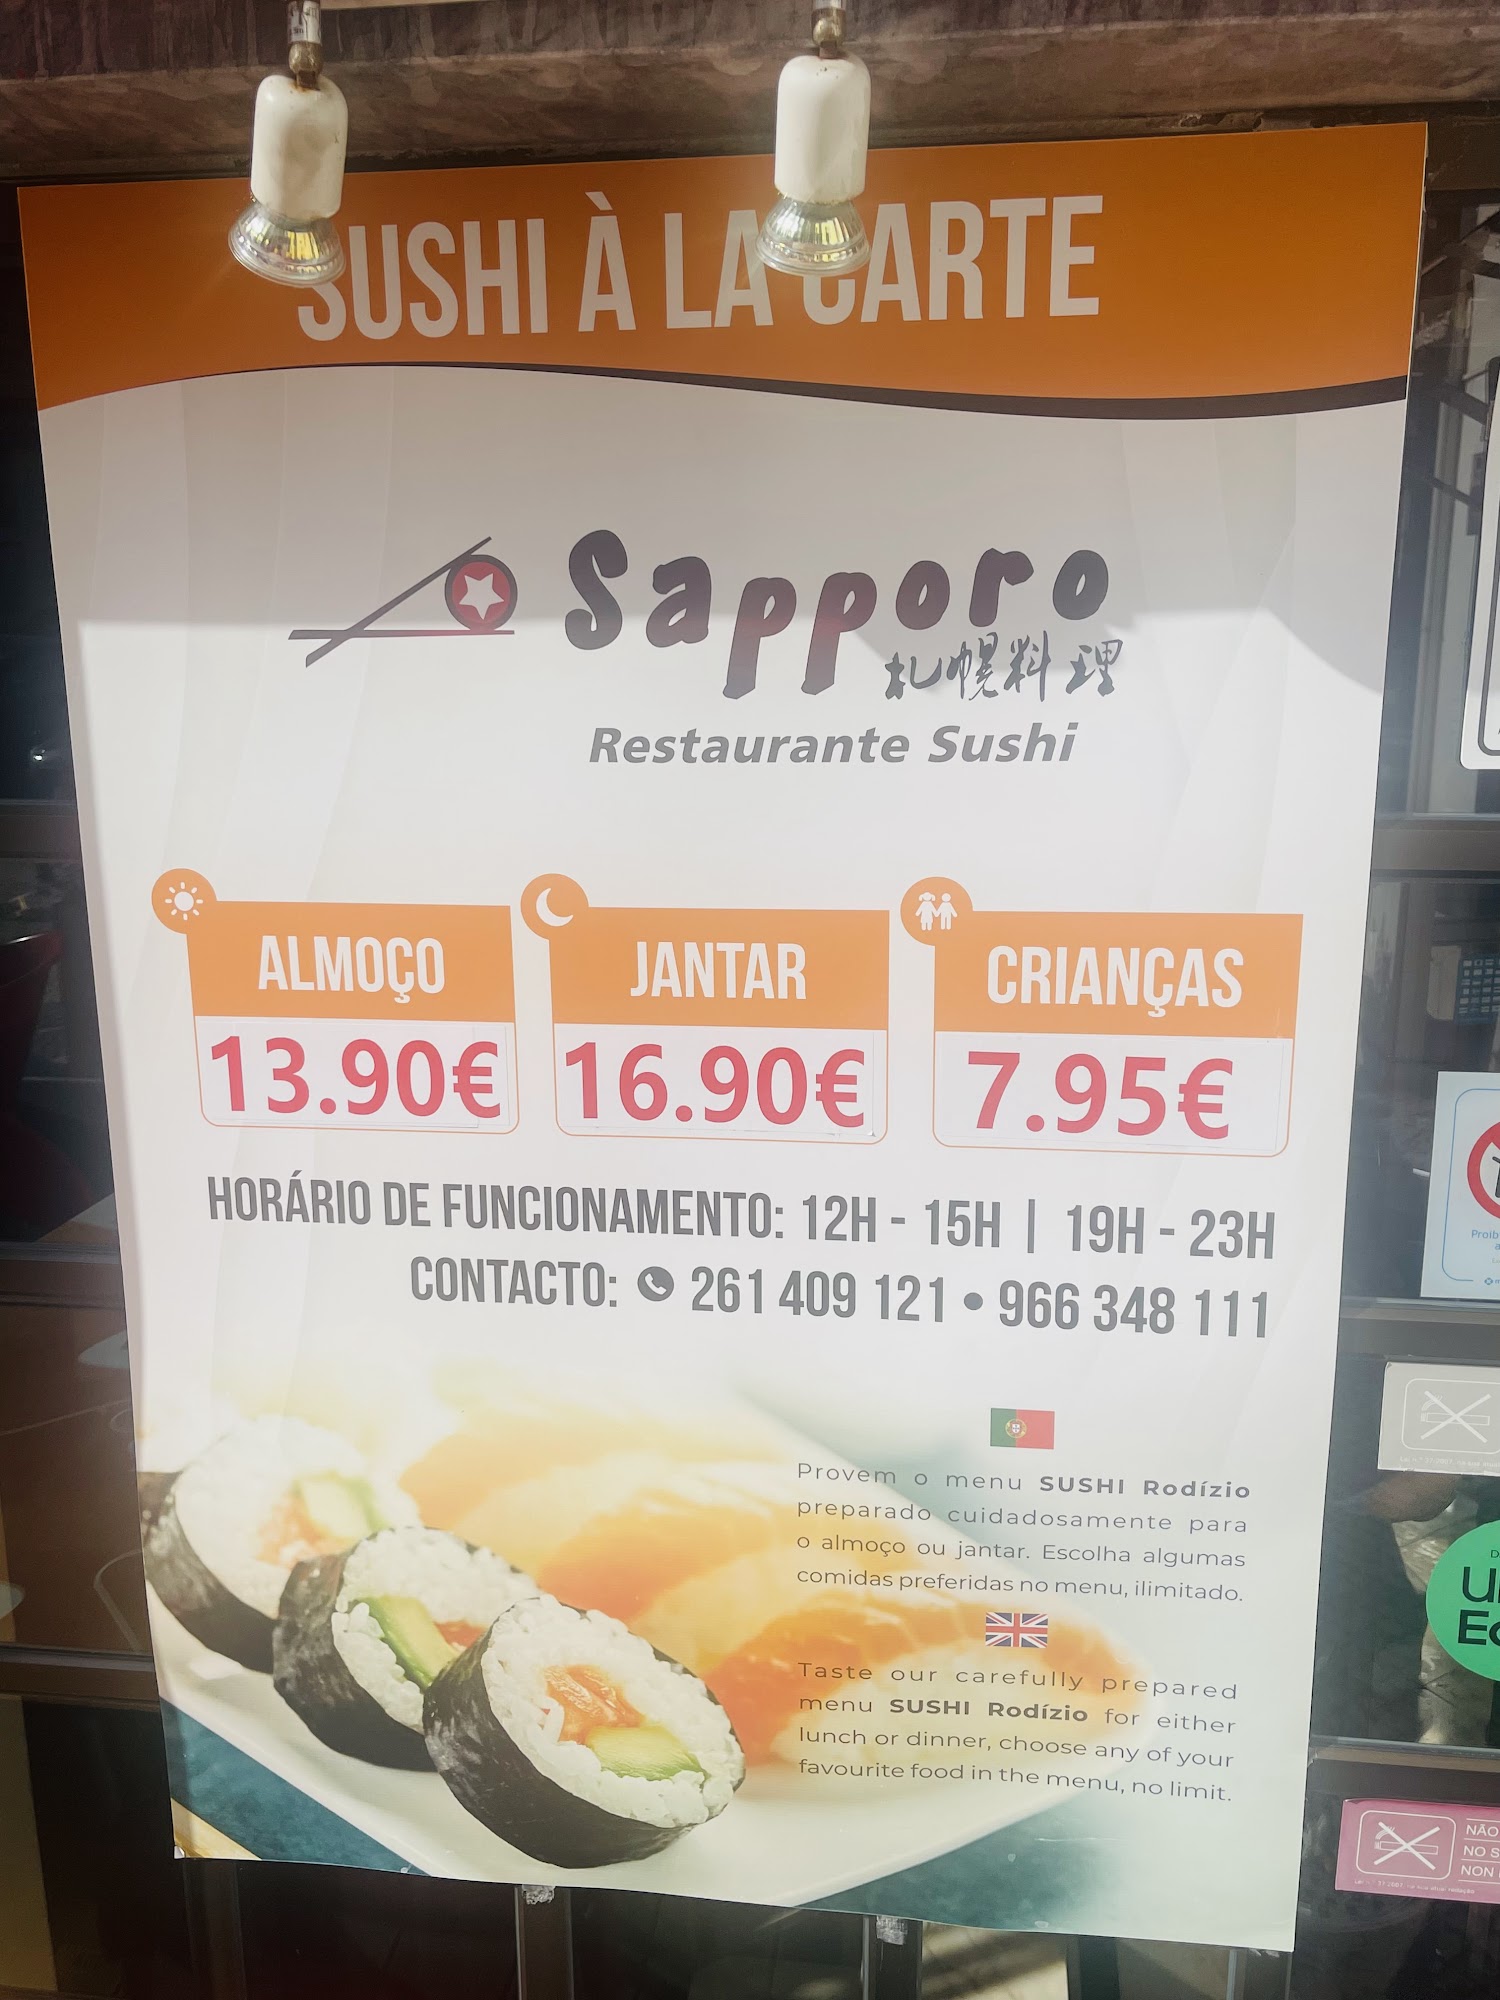 SUSHI À LA CARTE
Sapporo
札幌料理
Restaurante Sushi
ALMOÇO
13.90€
JANTAR
16.90€
CRIANÇAS
7.95€
HORÁRIO DE FUNCIONAMENTO: 12H - 15H | 19H - 23H
CONTACTO: 261 409 121 • 966 348 111
Provem o menu SUSHI Rodízio
preparado cuidadosamente para
o almoço ou jantar. Escolha algumas
comidas preferidas no menu, ilimitado.
Taste our carefully prepared
menu SUSHI Rodízio for either
lunch or dinner, choose any of your
favourite food in the menu, no limit.
NÃO
NO S
NON